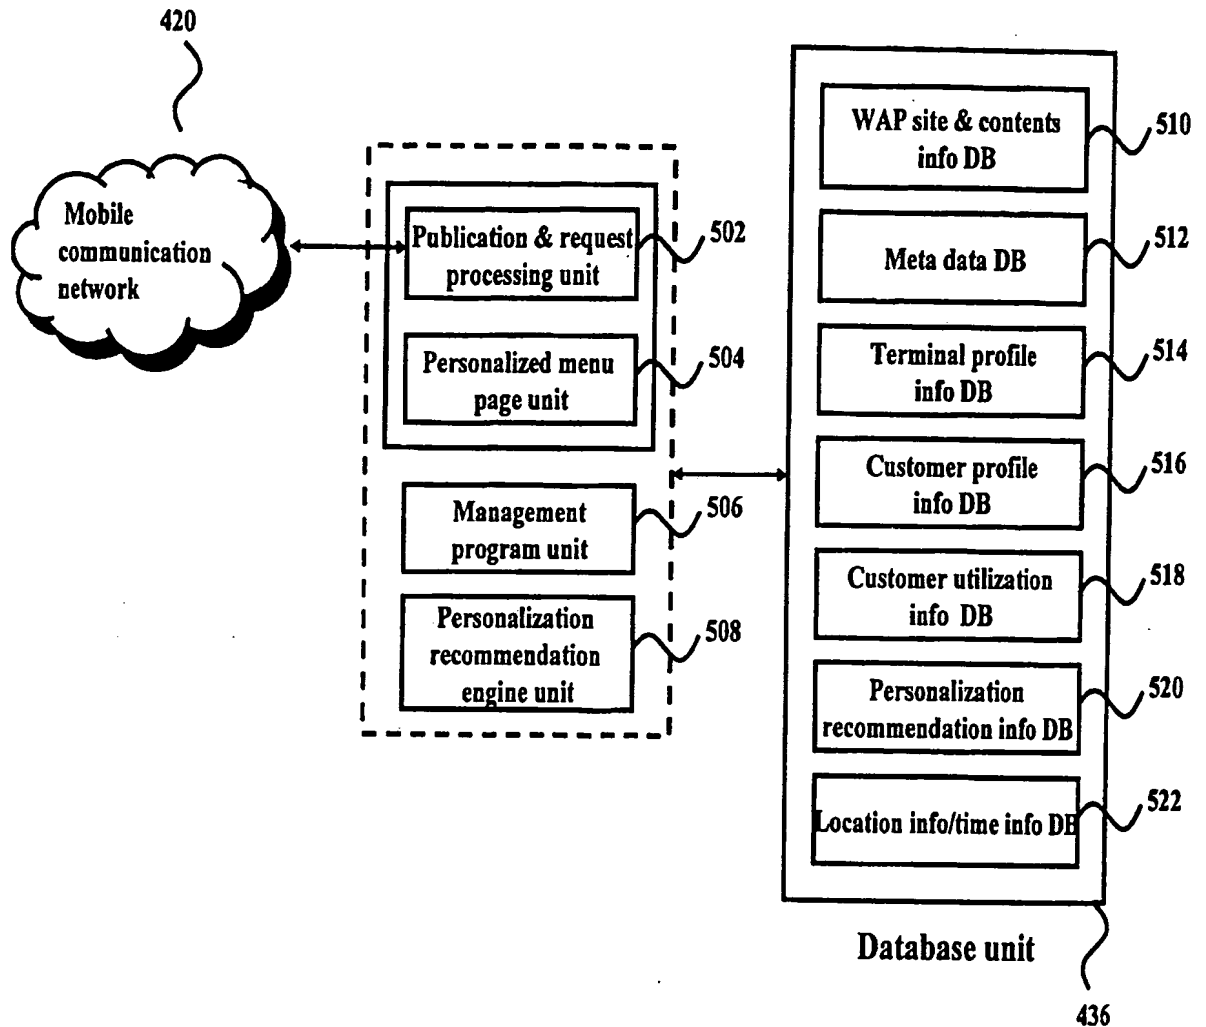 420
Mobile
communication
network
Publication & request
processing unit
502
Personalized menu
page unit
504
Management
program unit
506
Personalization
recommendation
engine unit
508
WAP site & contents
info DB
510
Meta data DB
512
Terminal profile
info DB
514
Customer profile
info DB
516
Customer utilization
info DB
518
Personalization
recommendation info DB
520
Location info/time info DB
522
Database unit
436